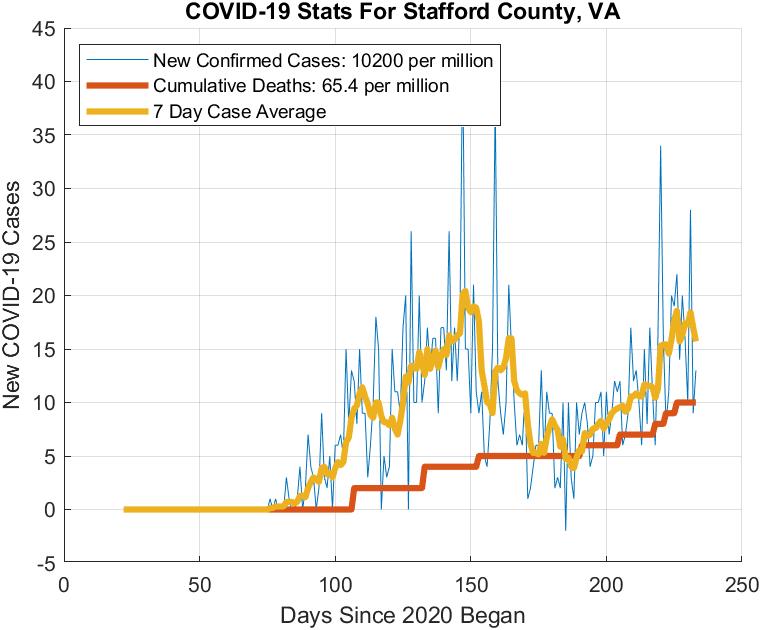 COVID-19 Stats For Stafford County, VA
New Confirmed Cases: 10200 per million
Cumulative Deaths: 65.4 per million
7 Day Case Average
New COVID-19 Cases
45
40
35
30
25
20
15
10
5
0
-5
0 50 100 150 200 250
Days Since 2020 Began